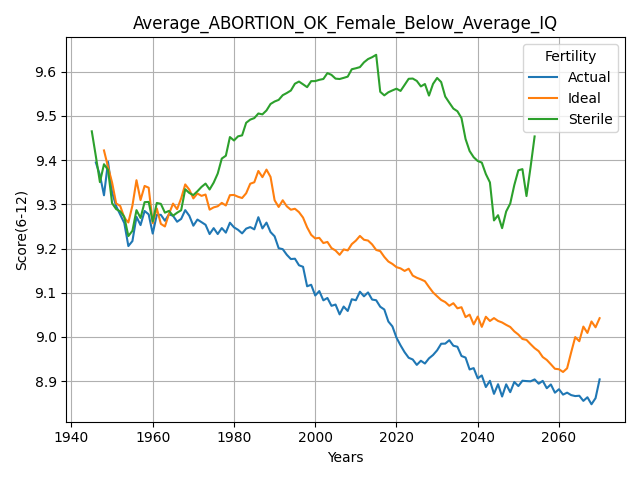 Average_ABORTION_OK_Female_Below_Average_IQ
Fertility
Actual
Ideal
Sterile
Score(6-12)
9.6
9.5
9.4
9.3
9.2
9.1
9.0
8.9
1940
1960
1980
2000
2020
2040
2060
Years